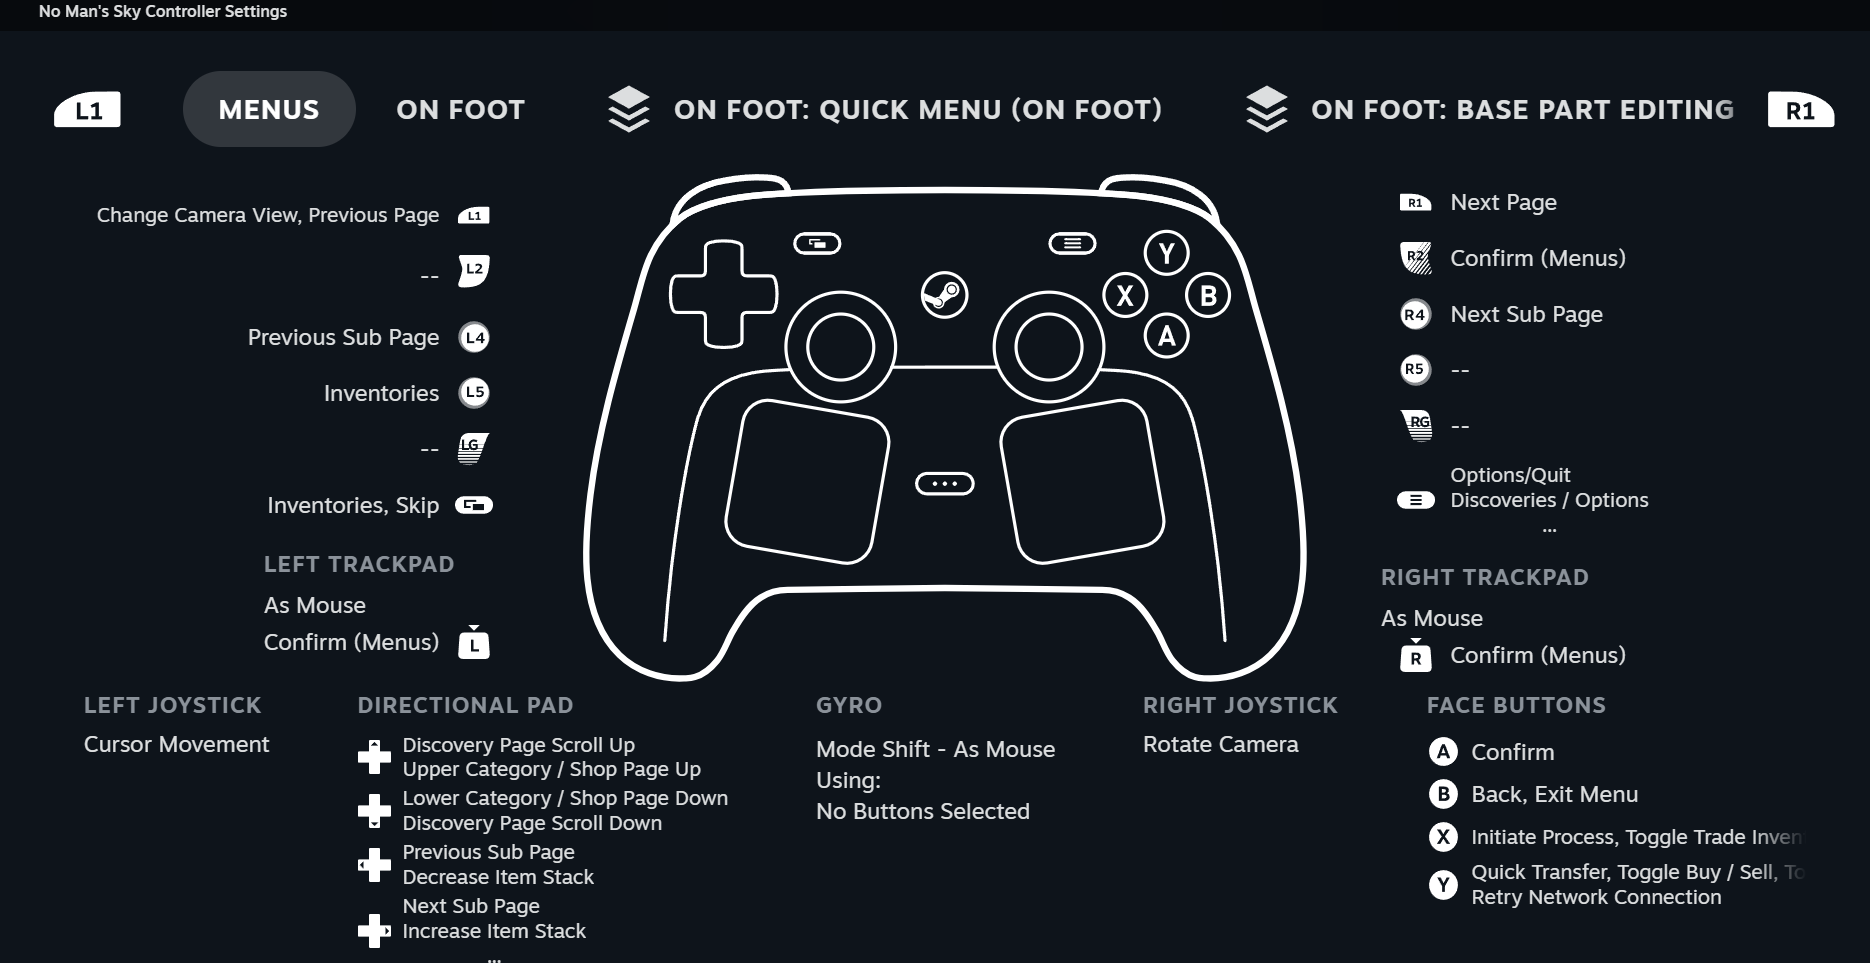 No Man's Sky Controller Settings
L1
MENUS
ON FOOT
ON FOOT: QUICK MENU (ON FOOT)
ON FOOT: BASE PART EDITING
R1
Change Camera View, Previous Page L1
-- L2
Previous Sub Page L4
Inventories L5
-- LG
Inventories, Skip
LEFT TRACKPAD
As Mouse
Confirm (Menus) L
Y
X
B
A
R1 Next Page
R2 Confirm (Menus)
R4 Next Sub Page
R5 --
RG --
Options/Quit
Discoveries / Options
...
RIGHT TRACKPAD
As Mouse
R Confirm (Menus)
LEFT JOYSTICK
Cursor Movement
DIRECTIONAL PAD
Discovery Page Scroll Up
Upper Category / Shop Page Up
Lower Category / Shop Page Down
Discovery Page Scroll Down
Previous Sub Page
Decrease Item Stack
Next Sub Page
Increase Item Stack
...
GYRO
Mode Shift - As Mouse
Using:
No Buttons Selected
RIGHT JOYSTICK
Rotate Camera
FACE BUTTONS
A Confirm
B Back, Exit Menu
X Initiate Process, Toggle Trade Inven
Y Quick Transfer, Toggle Buy / Sell, To
Retry Network Connection